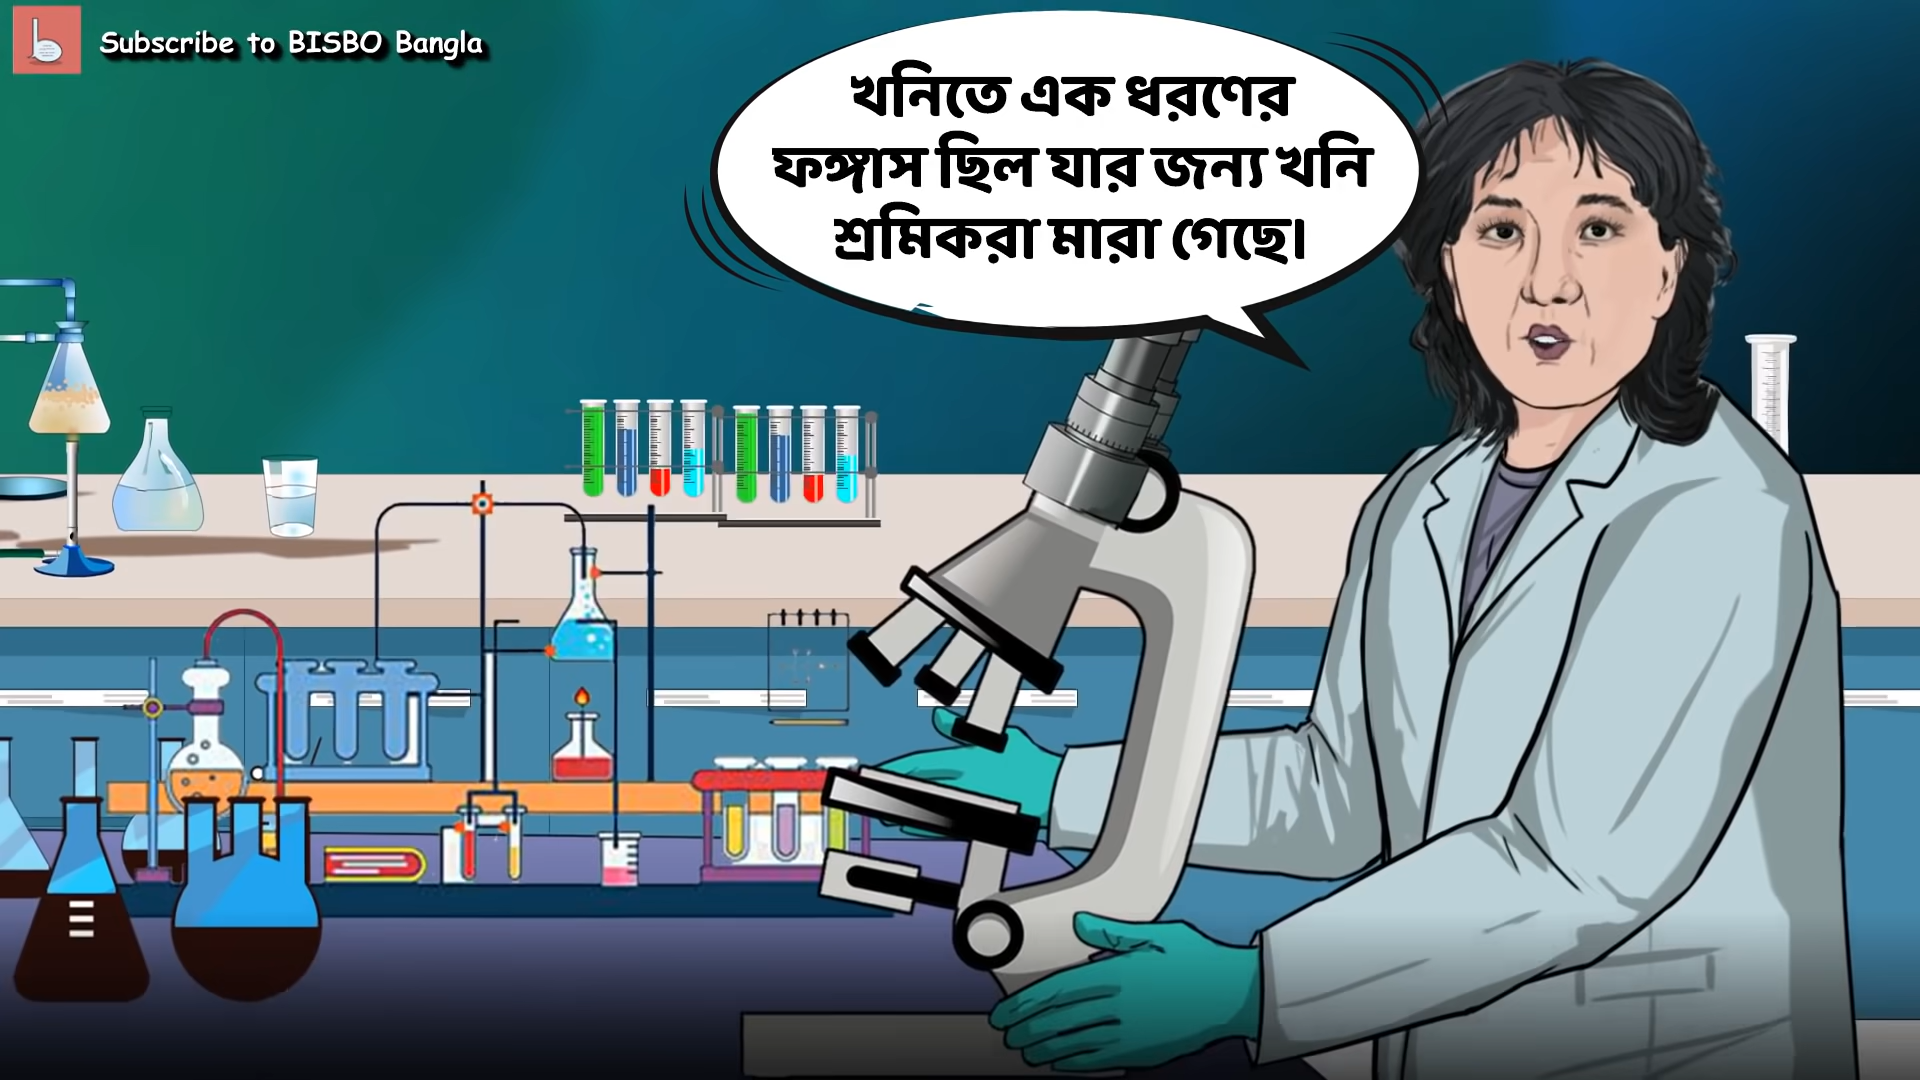 Subscribe to BISBO Bangla
খনিতে এক ধরণের
ফঙ্গাস ছিল যার জন্য খনি
শ্রমিকরা মারা গেছে।